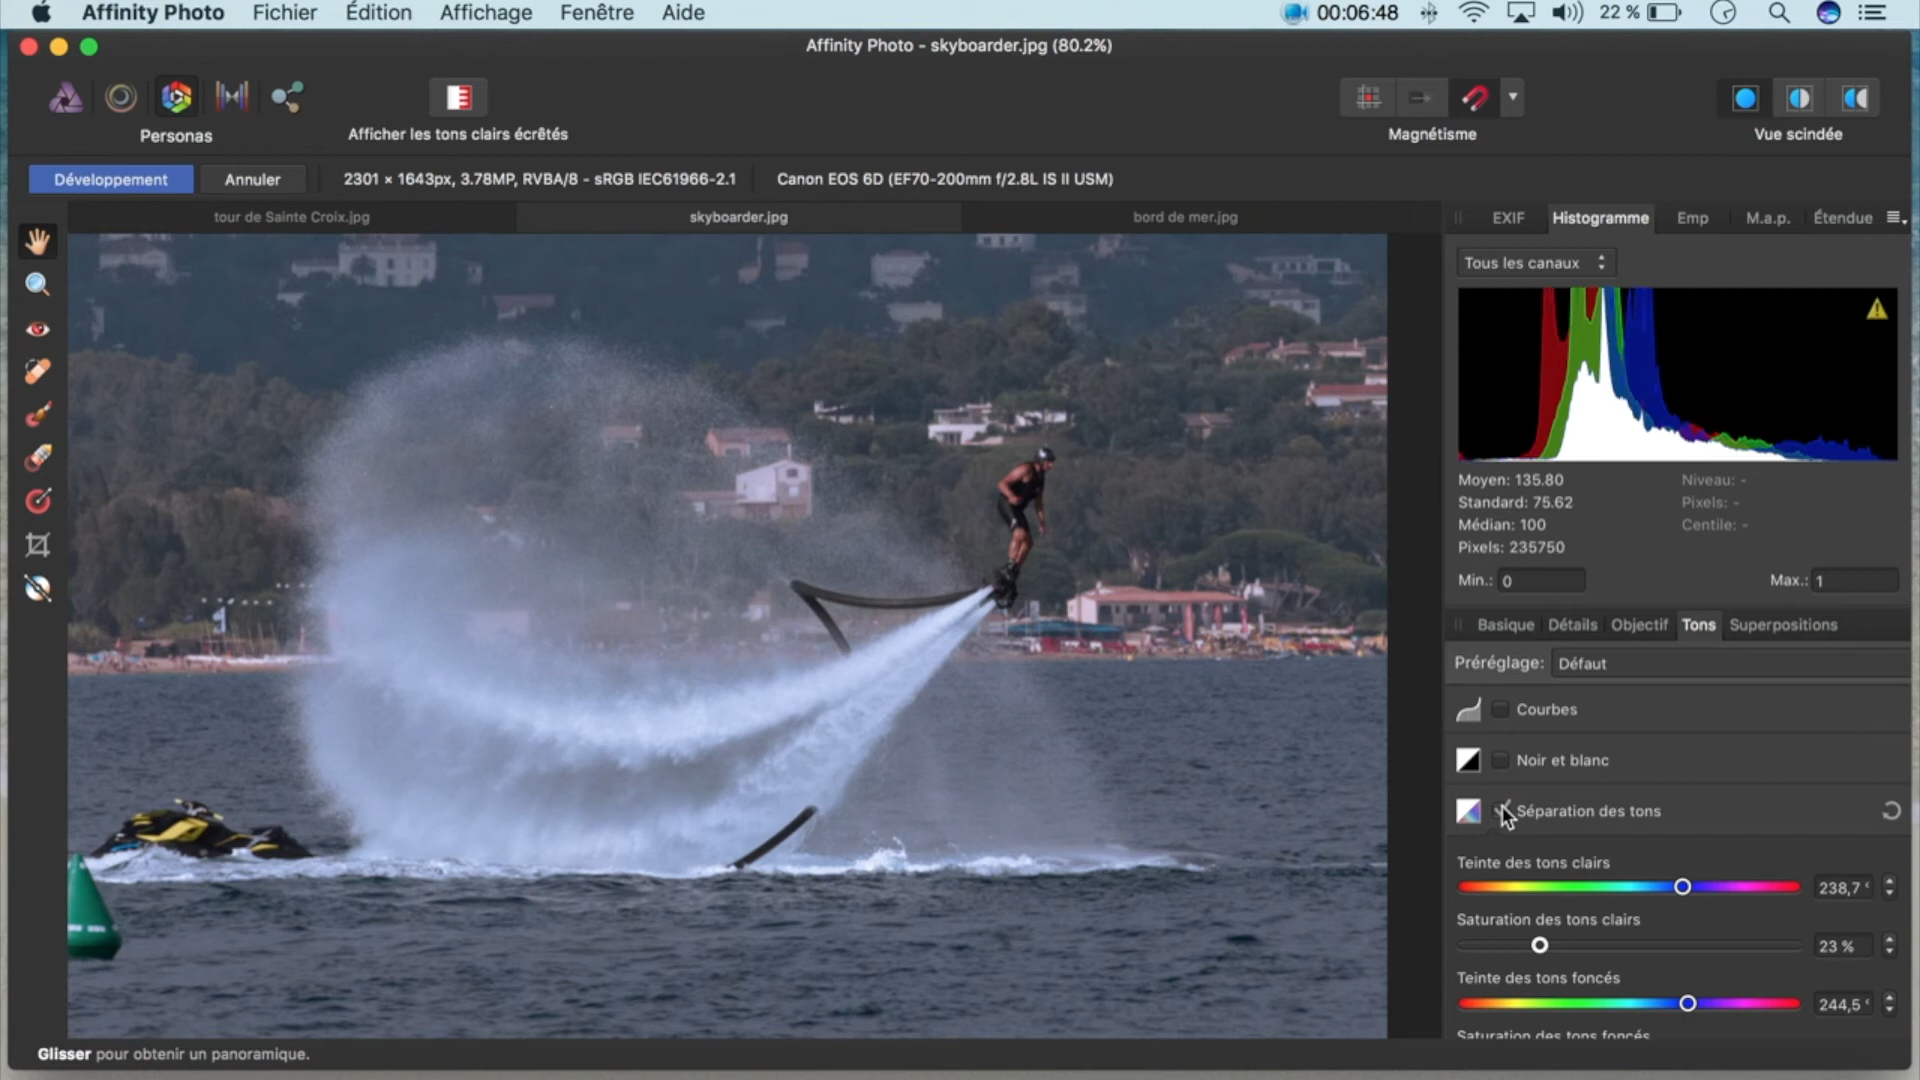 Affinity Photo Fichier Édition Affichage Fenêtre Aide 00:06:48 22 %
Affinity Photo - skyboarder.jpg (80.2%)
Personas Afficher les tons clairs écrêtés Magnétisme Vue scindée
Développement Annuler 2301 × 1643px, 3.78MP, RVBA/8 - sRGB IEC61966-2.1 Canon EOS 6D (EF70-200mm f/2.8L IS II USM)
tour de Sainte Croix.jpg skyboarder.jpg bord de mer.jpg
EXIF Histogramme Emp M.a.p. Étendue
Tous les canaux
Moyen: 135.80 Niveau: -
Standard: 75.62 Pixels: -
Médian: 100 Centile: -
Pixels: 235750
Min.: 0 Max.: 1
Basique Détails Objectif Tons Superpositions
Préréglage: Défaut
Courbes
Noir et blanc
Séparation des tons
Teinte des tons clairs
238,7 °
Saturation des tons clairs
23 %
Teinte des tons foncés
244,5 °
Saturation des tons foncés
Glisser pour obtenir un panoramique.